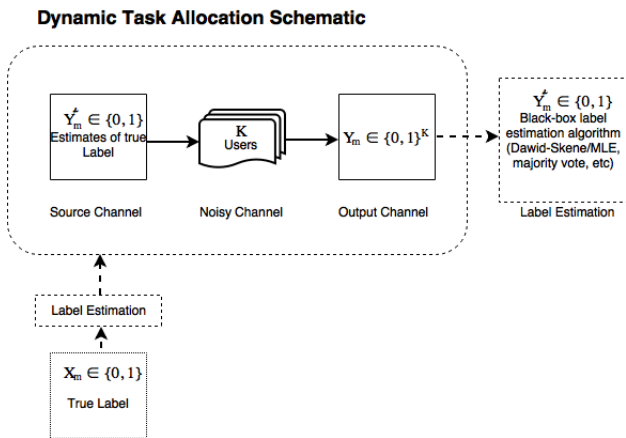 Dynamic Task Allocation Schematic
Yₘᵗ ∈ {0, 1}
Estimates of true
Label
K
Users
Yₘ ∈ {0, 1}ᴷ
Source Channel
Noisy Channel
Output Channel
Yₘᵗ ∈ {0, 1}
Black-box label
estimation algorithm
(Dawid-Skene/MLE,
majority vote, etc)
Label Estimation
Label Estimation
Xₘ ∈ {0, 1}
True Label